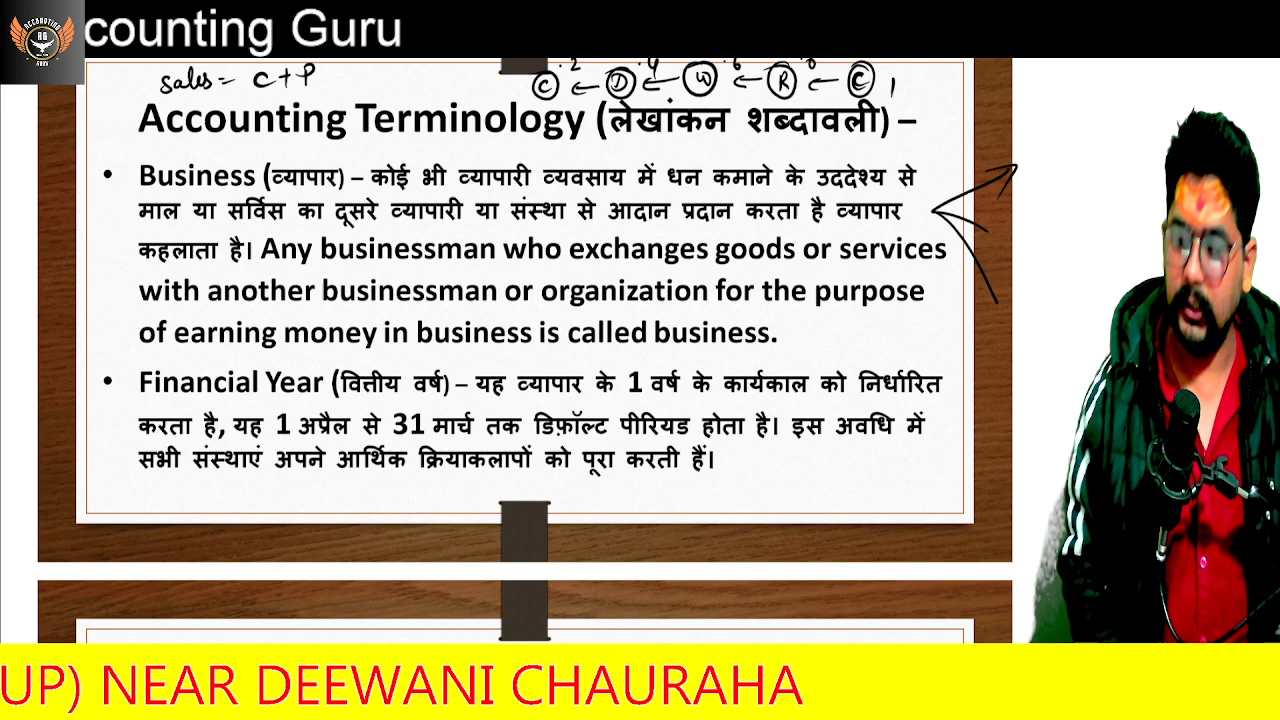 counting Guru
ACCOUNTING
AG
GURU
Sales = C + P
C ← D ← W ← R ← C
Accounting Terminology (लेखांकन शब्दावली) –
• Business (व्यापार) – कोई भी व्यापारी व्यवसाय में धन कमाने के उददेश्य से
माल या सर्विस का दूसरे व्यापारी या संस्था से आदान प्रदान करता है व्यापार
कहलाता है। Any businessman who exchanges goods or services
with another businessman or organization for the purpose
of earning money in business is called business.
• Financial Year (वित्तीय वर्ष) – यह व्यापार के 1 वर्ष के कार्यकाल को निर्धारित
करता है, यह 1 अप्रैल से 31 मार्च तक डिफ़ॉल्ट पीरियड होता है। इस अवधि में
सभी संस्थाएं अपने आर्थिक क्रियाकलापों को पूरा करती हैं।
UP) NEAR DEEWANI CHAURAHA